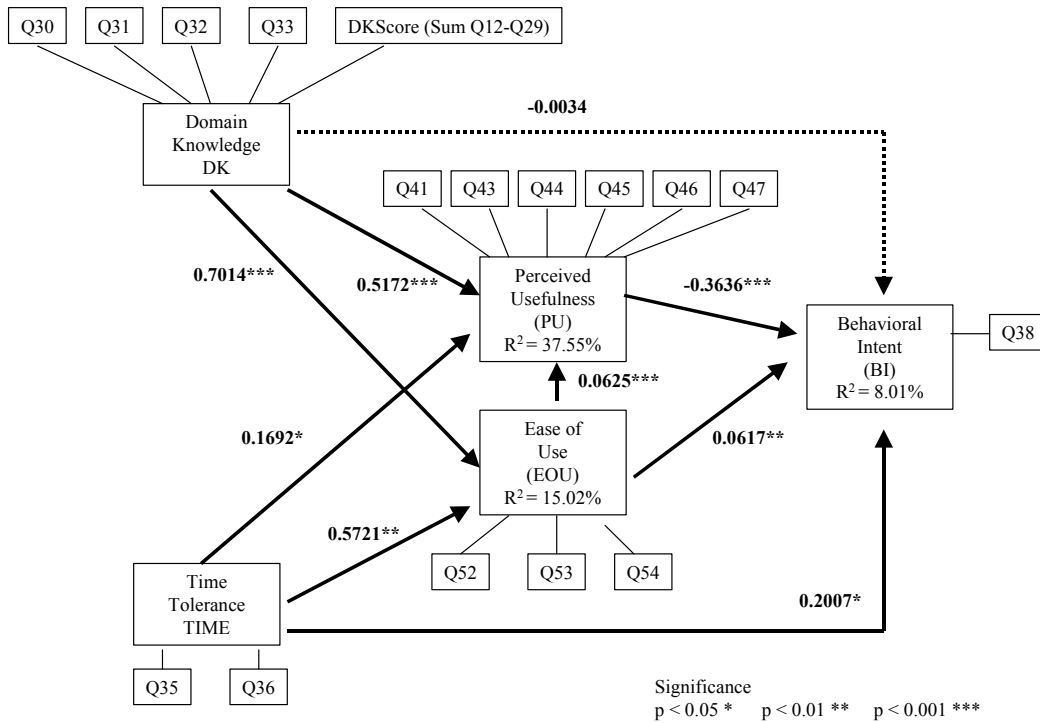 Q30
Q31
Q32
Q33
DKScore (Sum Q12-Q29)
Domain
Knowledge
DK
-0.0034
Q41
Q43
Q44
Q45
Q46
Q47
0.7014***
0.5172***
Perceived
Usefulness
(PU)
R² = 37.55%
-0.3636***
Behavioral
Intent
(BI)
R² = 8.01%
Q38
0.0625***
0.1692*
Ease of
Use
(EOU)
R² = 15.02%
0.0617**
0.5721**
Q52
Q53
Q54
Time
Tolerance
TIME
0.2007*
Q35
Q36
Significance
p < 0.05 * p < 0.01 ** p < 0.001 ***